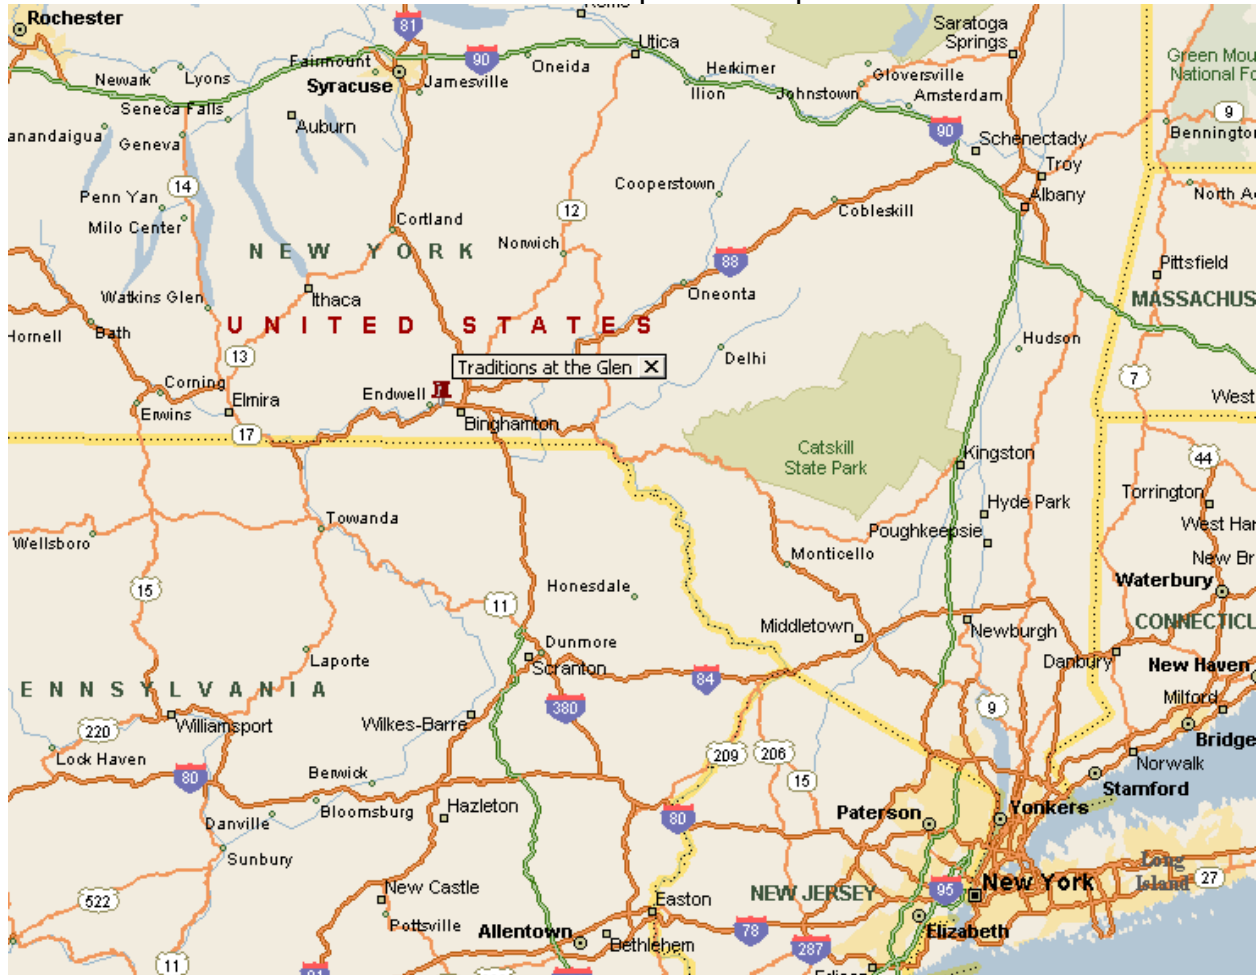 Rochester
81
Utica
Saratoga
Springs
Fairmount
90
Oneida
Herkimer
Gloversville
Green Mou
National Fo
Newark
Lyons
Syracuse
Jamesville
Ilion
Johnstown
Amsterdam
Seneca Falls
Auburn
90
9
anandaigua
Geneva
Schenectady
Bennington
Troy
14
Cooperstown
Penn Yan
Albany
North A
Milo Center
Cortland
12
Cobleskill
NEW YORK
Norwich
88
Pittsfield
Watkins Glen
Ithaca
Oneonta
MASSACHUS
UNITED STATES
Hornell
Bath
Hudson
13
Traditions at the Glen
Delhi
7
Corning
Endwell
West
Erwins
Elmira
Binghamton
17
Catskill
State Park
Kingston
44
Torrington
Hyde Park
Towanda
West Har
Wellsboro
Poughkeepsie
Monticello
New Br
15
Honesdale
Waterbury
11
Middletown
Newburgh
CONNECTICU
Dunmore
Laporte
Scranton
Danbury
New Haven
84
ENNSYLVANIA
Milford
380
9
Williamsport
Wilkes-Barre
220
Bridge
Lock Haven
209
206
Norwalk
80
Berwick
15
Stamford
Bloomsburg
Hazleton
Danville
80
Paterson
Yonkers
Sunbury
Long
Island
27
New Castle
NEW JERSEY
95
New York
522
Easton
Pottsville
Allentown
78
Elizabeth
Bethlehem
287
11